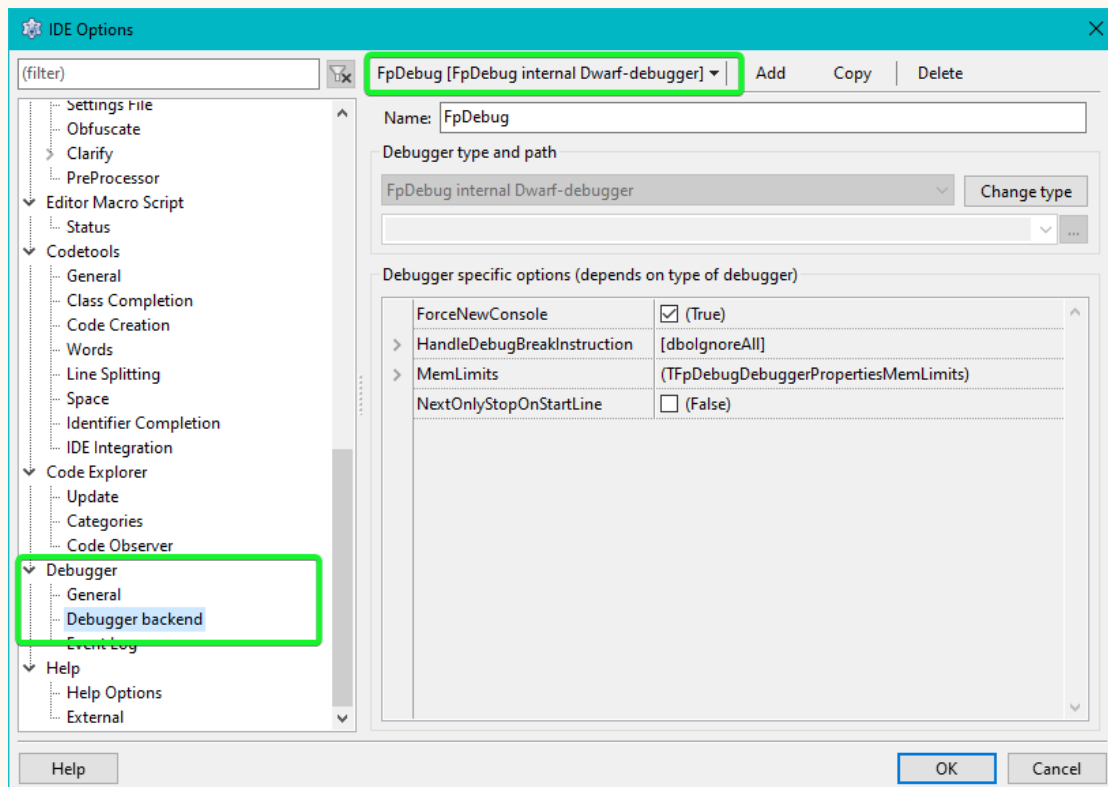 IDE Options
(filter)
FpDebug [FpDebug internal Dwarf-debugger]
Add
Copy
Delete
Settings File
Obfuscate
Clarify
PreProcessor
Editor Macro Script
Status
Codetools
General
Class Completion
Code Creation
Words
Line Splitting
Space
Identifier Completion
IDE Integration
Code Explorer
Update
Categories
Code Observer
Debugger
General
Debugger backend
Event Log
Help
Help Options
External
Name: FpDebug
Debugger type and path
FpDebug internal Dwarf-debugger
Change type
...
Debugger specific options (depends on type of debugger)
ForceNewConsole (True)
HandleDebugBreakInstruction [dboIgnoreAll]
MemLimits (TFpDebugDebuggerPropertiesMemLimits)
NextOnlyStopOnStartLine (False)
Help
OK
Cancel